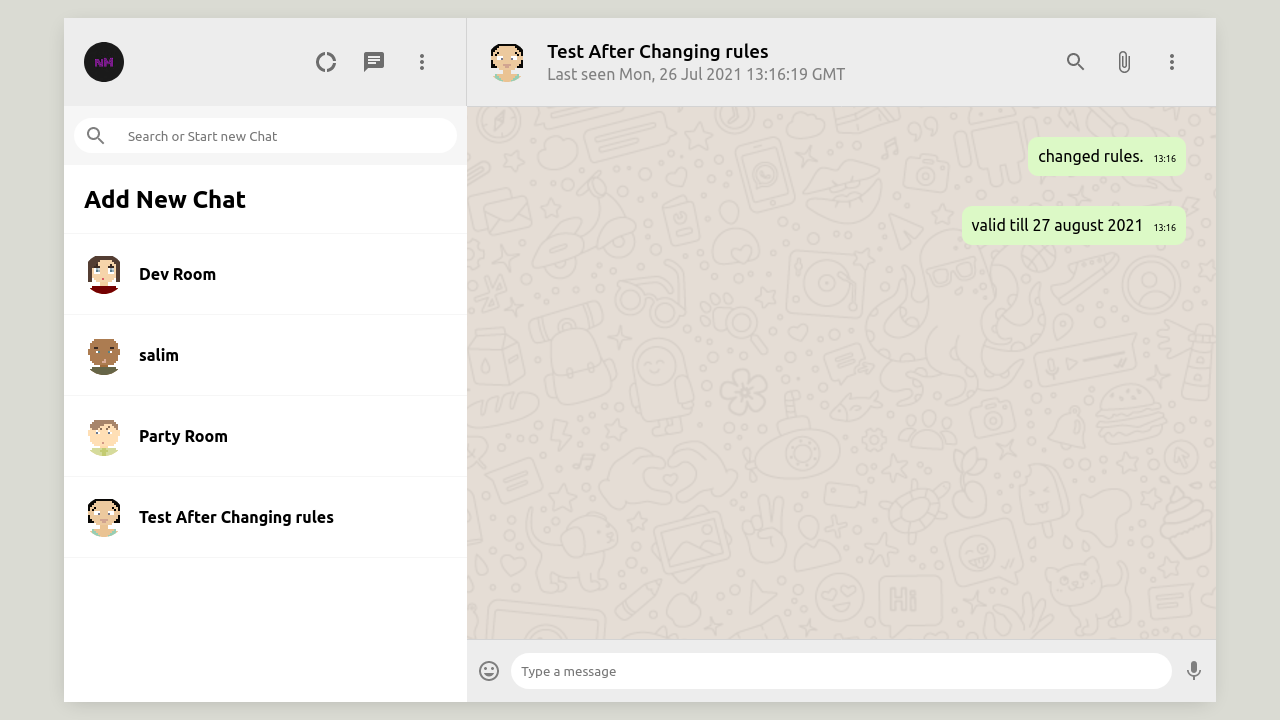 NH
Search or Start new Chat
Add New Chat
Dev Room
salim
Party Room
Test After Changing rules
Test After Changing rules
Last seen Mon, 26 Jul 2021 13:16:19 GMT
changed rules. 13:16
valid till 27 august 2021 13:16
Hi
Type a message